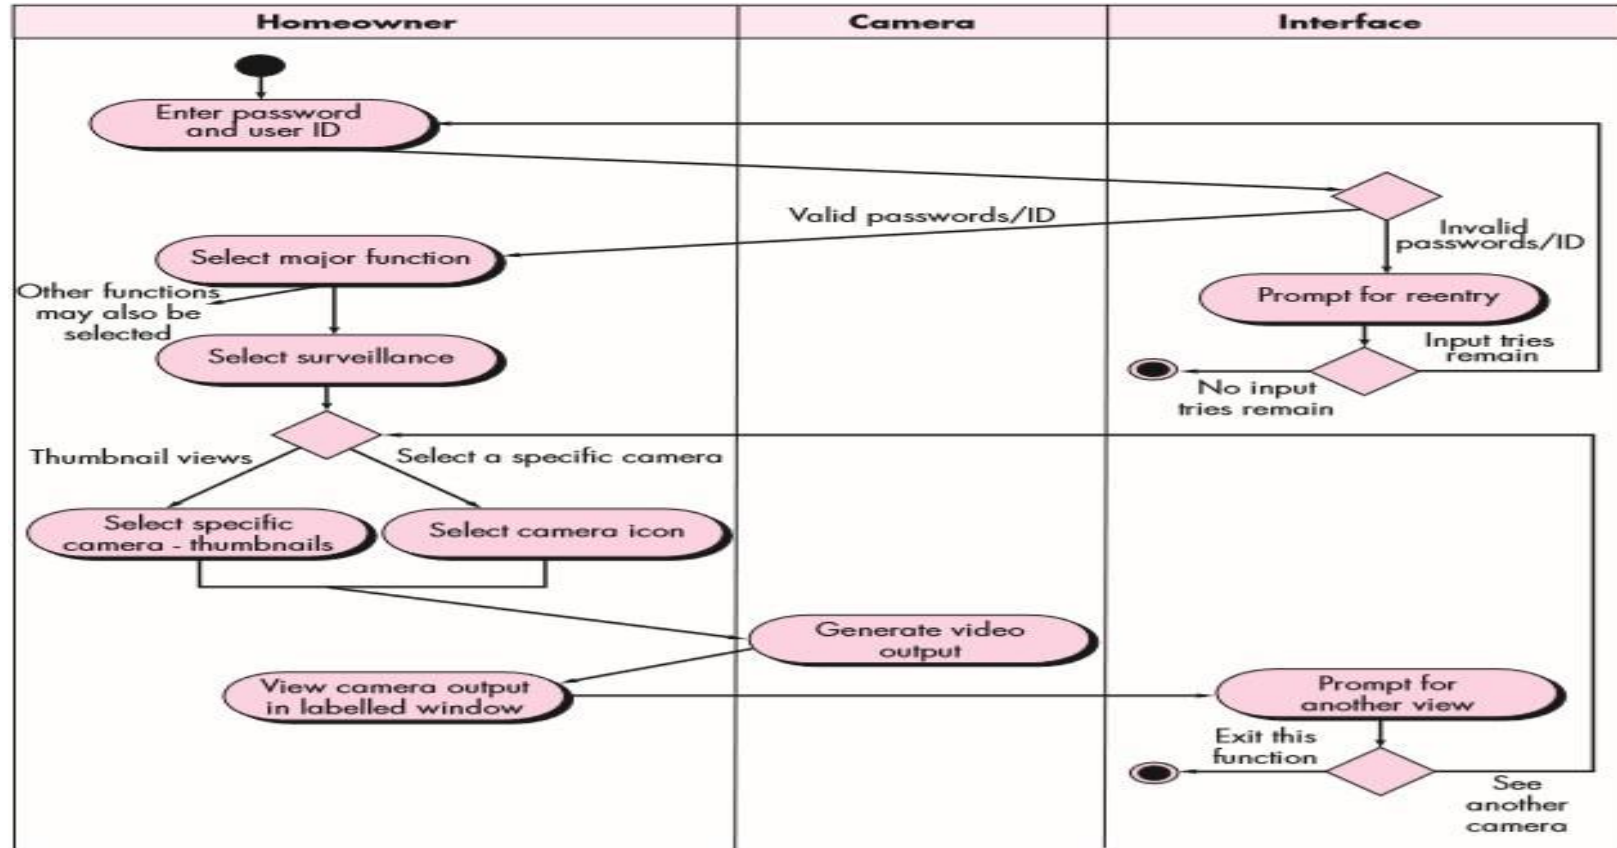 Homeowner
Camera
Interface
Enter password
and user ID
Valid passwords/ID
Invalid
passwords/ID
Select major function
Prompt for reentry
Other functions
may also be
selected
Select surveillance
Input tries
remain
No input
tries remain
Thumbnail views
Select a specific camera
Select specific
camera - thumbnails
Select camera icon
Generate video
output
View camera output
in labelled window
Prompt for
another view
Exit this
function
See
another
camera